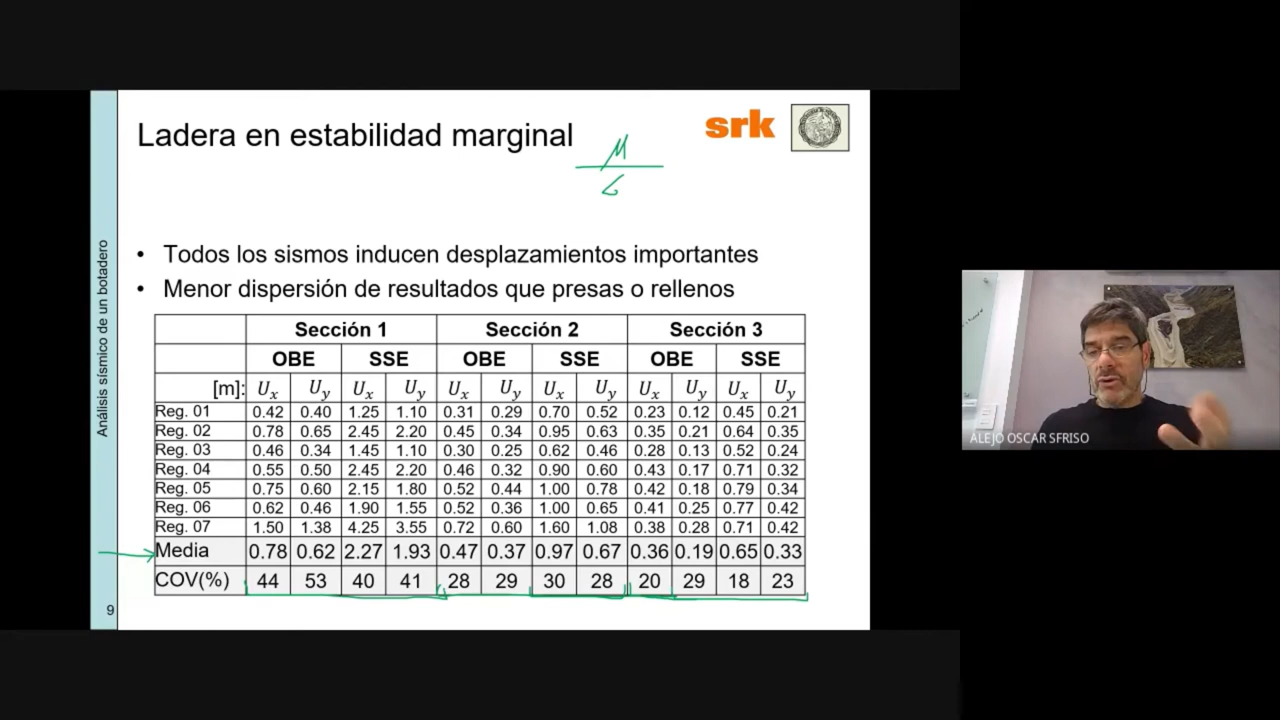 Ladera en estabilidad marginal
srk
Análisis sísmico de un botadero
• Todos los sismos inducen desplazamientos importantes
• Menor dispersión de resultados que presas o rellenos
Sección 1 Sección 2 Sección 3
OBE SSE OBE SSE OBE SSE
[m]: Ux Uy Ux Uy Ux Uy Ux Uy Ux Uy Ux Uy
Reg. 01 0.42 0.40 1.25 1.10 0.31 0.29 0.70 0.52 0.23 0.12 0.45 0.21
Reg. 02 0.78 0.65 2.45 2.20 0.45 0.34 0.95 0.63 0.35 0.21 0.64 0.35
Reg. 03 0.46 0.34 1.45 1.10 0.30 0.25 0.62 0.46 0.28 0.13 0.52 0.24
Reg. 04 0.55 0.50 2.45 2.20 0.46 0.32 0.90 0.60 0.43 0.17 0.71 0.32
Reg. 05 0.75 0.60 2.15 1.80 0.52 0.44 1.00 0.78 0.42 0.18 0.79 0.34
Reg. 06 0.62 0.46 1.90 1.55 0.52 0.36 1.00 0.65 0.41 0.25 0.77 0.42
Reg. 07 1.50 1.38 4.25 3.55 0.72 0.60 1.60 1.08 0.38 0.28 0.71 0.42
Media 0.78 0.62 2.27 1.93 0.47 0.37 0.97 0.67 0.36 0.19 0.65 0.33
COV(%) 44 53 40 41 28 29 30 28 20 29 18 23
9
ALEJO OSCAR SFRISO